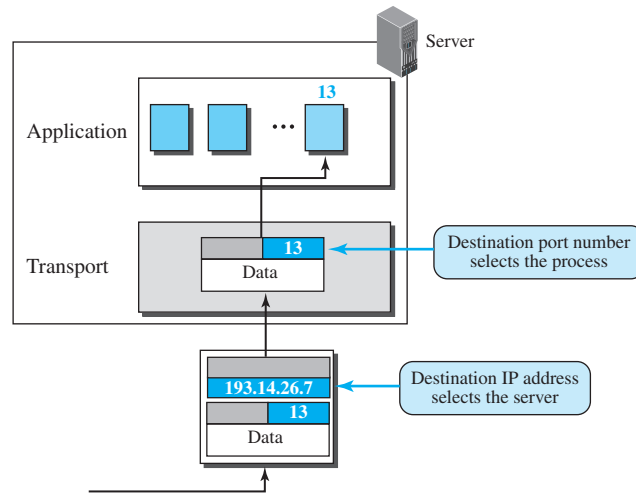 Server
13
Application
...
13
Data
Transport
Destination port number
selects the process
193.14.26.7
13
Data
Destination IP address
selects the server